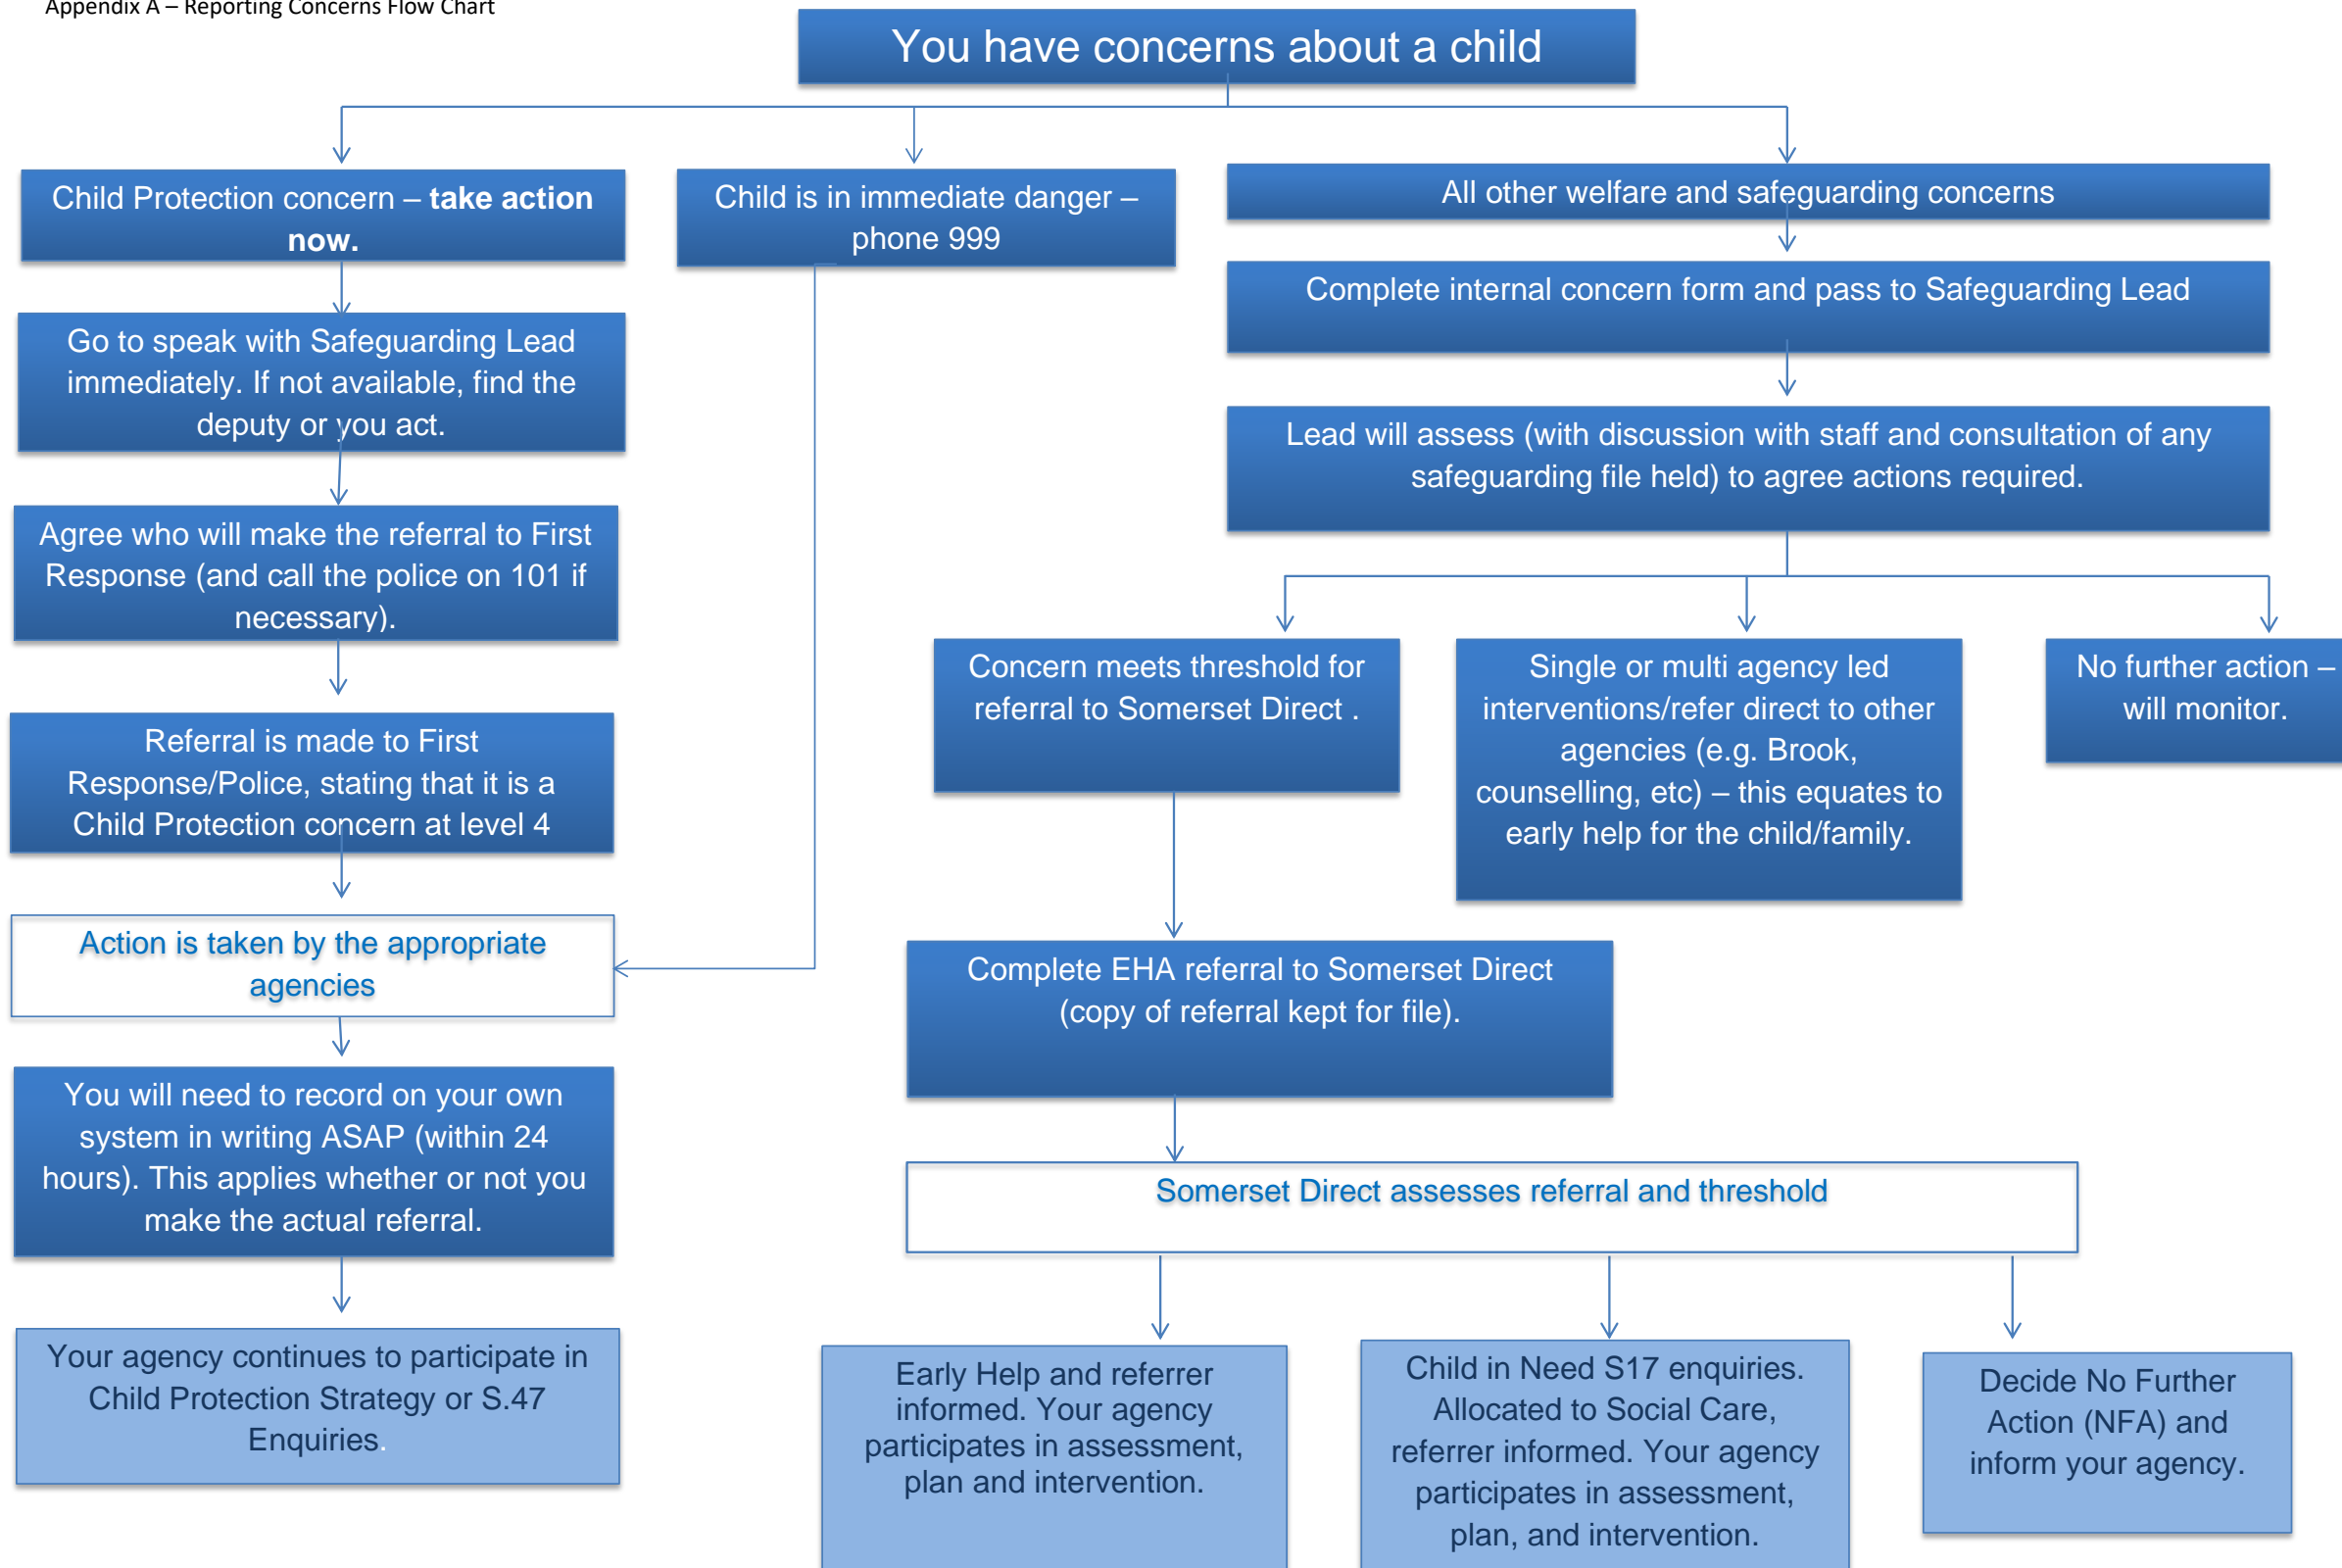 Appendix A – Reporting Concerns Flow Chart
You have concerns about a child
Child Protection concern – take action
now.
Child is in immediate danger –
phone 999
All other welfare and safeguarding concerns
Go to speak with Safeguarding Lead
immediately. If not available, find the
deputy or you act.
Complete internal concern form and pass to Safeguarding Lead
Lead will assess (with discussion with staff and consultation of any
safeguarding file held) to agree actions required.
Agree who will make the referral to First
Response (and call the police on 101 if
necessary).
Concern meets threshold for
referral to Somerset Direct .
Single or multi agency led
interventions/refer direct to other
agencies (e.g. Brook,
counselling, etc) – this equates to
early help for the child/family.
No further action –
will monitor.
Referral is made to First
Response/Police, stating that it is a
Child Protection concern at level 4
Action is taken by the appropriate
agencies
Complete EHA referral to Somerset Direct
(copy of referral kept for file).
You will need to record on your own
system in writing ASAP (within 24
hours). This applies whether or not you
make the actual referral.
Somerset Direct assesses referral and threshold
Your agency continues to participate in
Child Protection Strategy or S.47
Enquiries.
Early Help and referrer
informed. Your agency
participates in assessment,
plan and intervention.
Child in Need S17 enquiries.
Allocated to Social Care,
referrer informed. Your agency
participates in assessment,
plan, and intervention.
Decide No Further
Action (NFA) and
inform your agency.